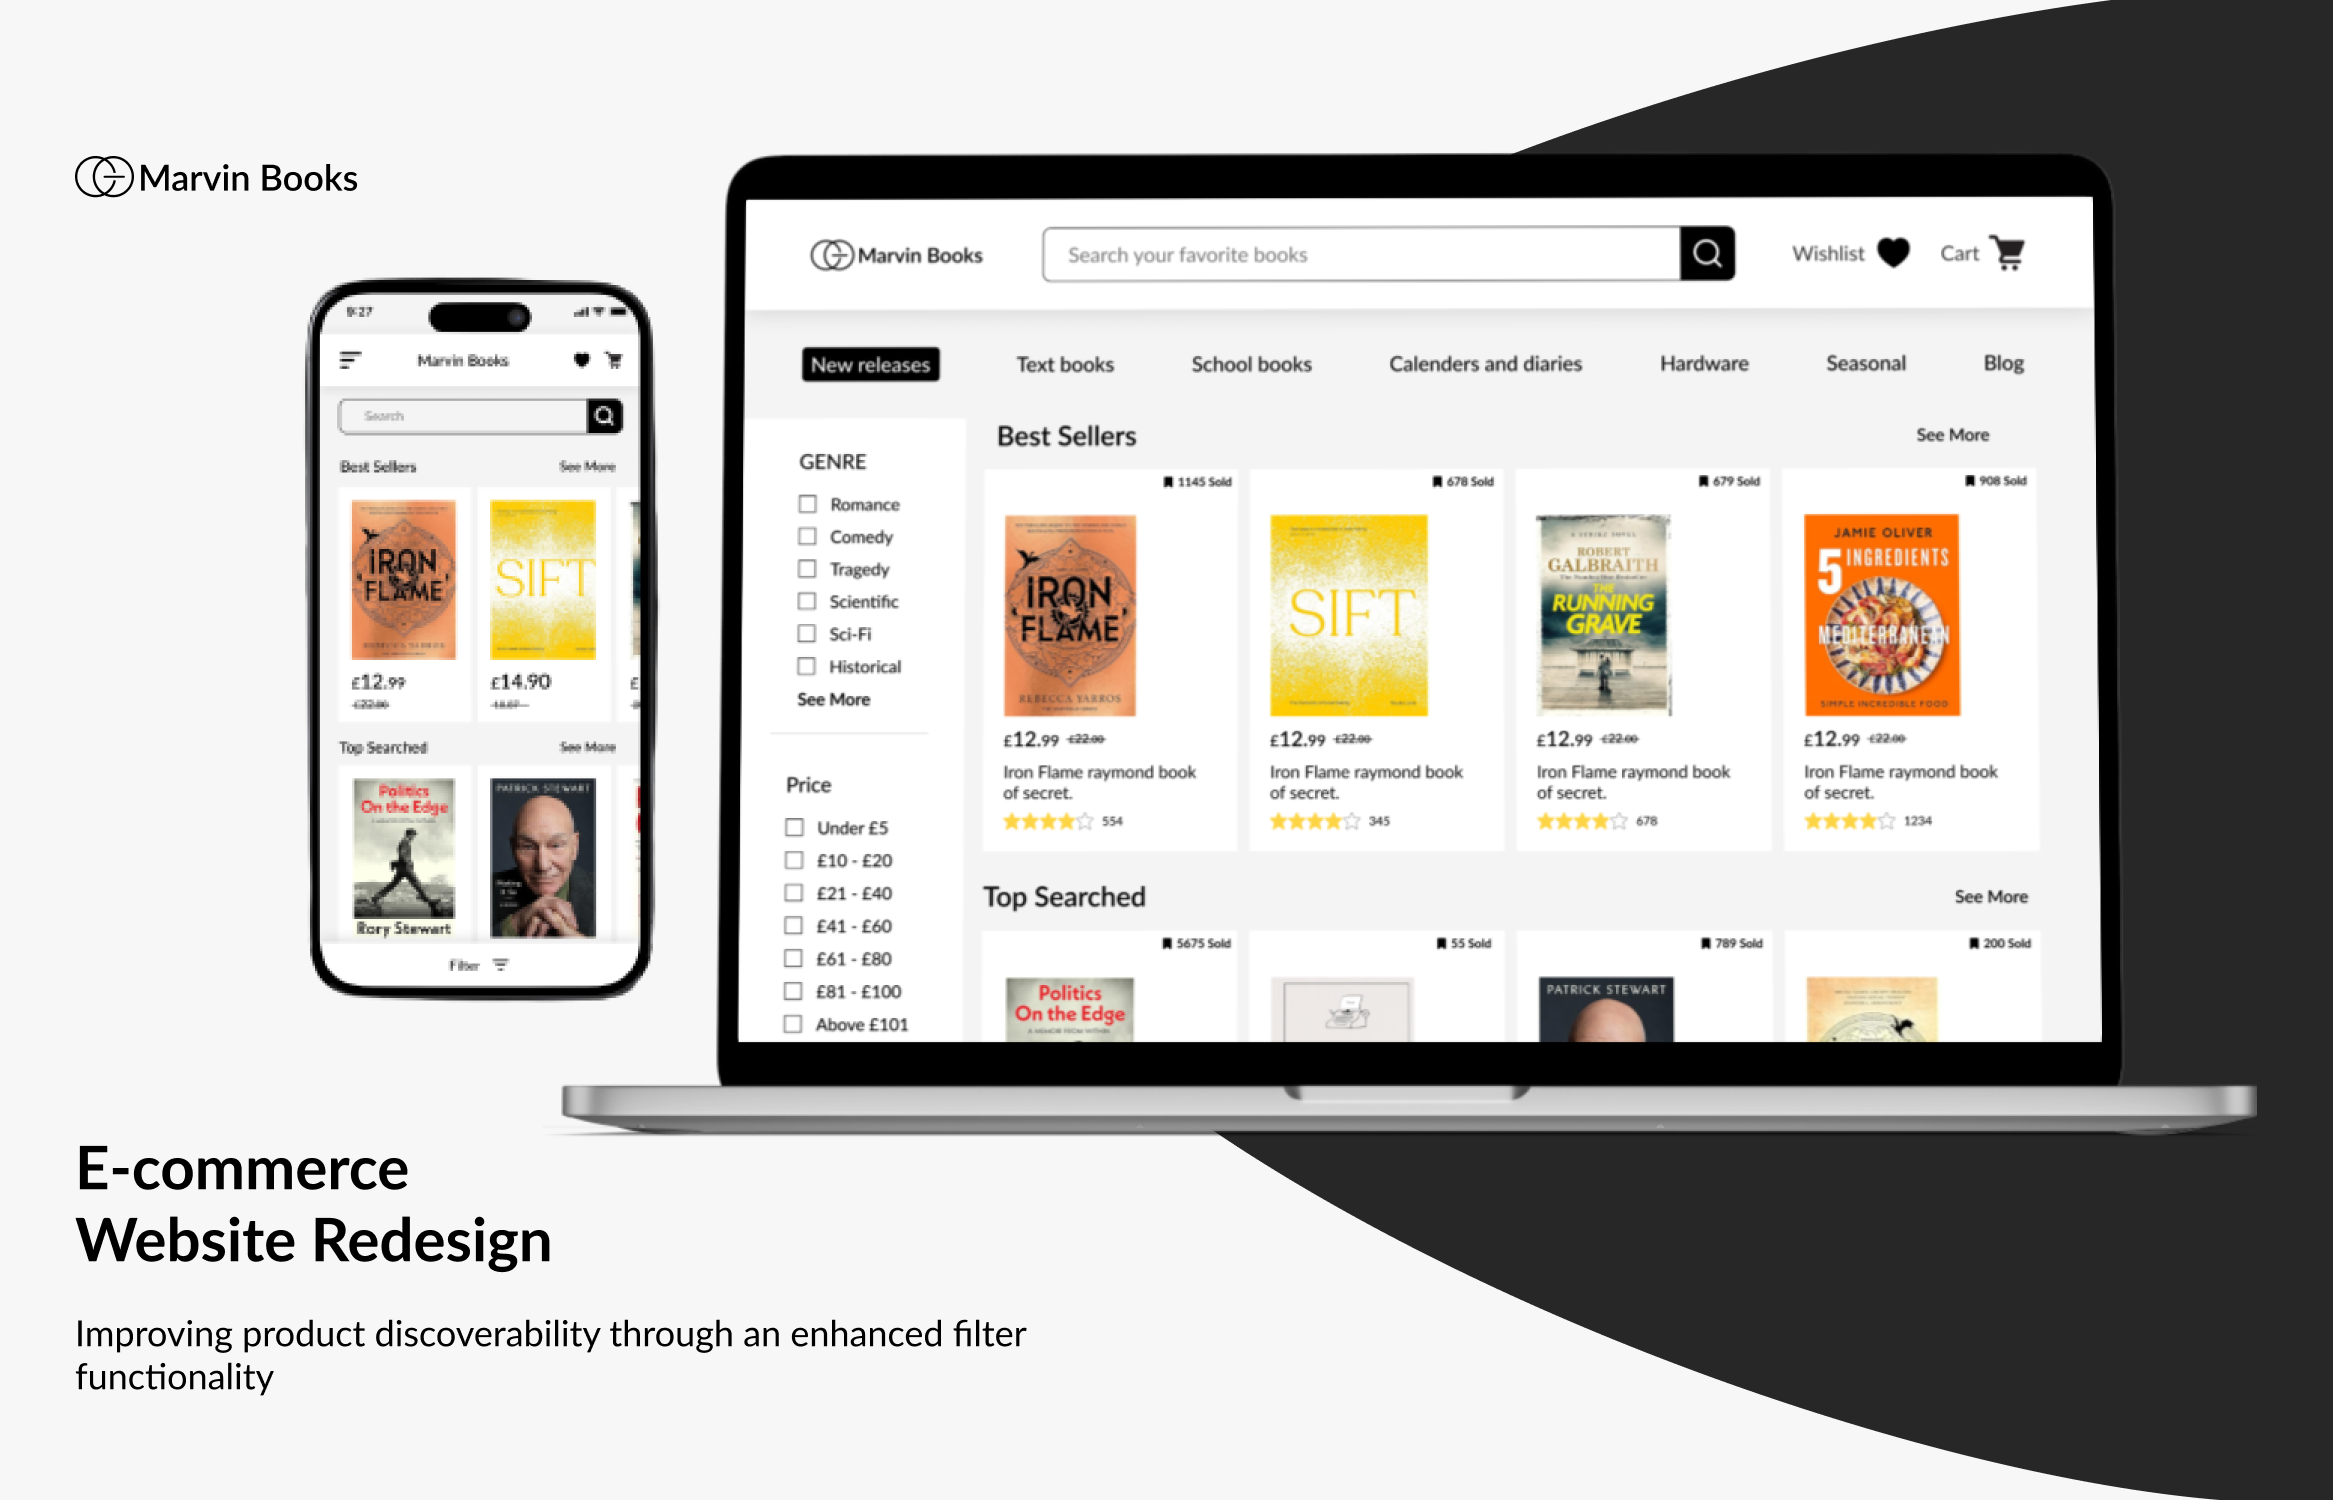 Marvin Books
9:27
Marvin Books
Search
Best Sellers
See More
IRON
FLAME
SIFT
£12.99
£14.90
£22.00
£
Top Searched
See More
Politics
On the Edge
Rory Stewart
PATRICK STEWART
Filter
Marvin Books
Search your favorite books
Wishlist
Cart
New releases
Text books
School books
Calenders and diaries
Hardware
Seasonal
Blog
GENRE
Romance
Comedy
Tragedy
Scientific
Sci-Fi
Historical
See More
Price
Under £5
£10 - £20
£21 - £40
£41 - £60
£61 - £80
£81 - £100
Above £101
Best Sellers
See More
1145 Sold
678 Sold
679 Sold
908 Sold
IRON
FLAME
REBECCA YARROS
SIFT
A STRIKE NOVEL
ROBERT
GALBRAITH
THE
RUNNING
GRAVE
JAMIE OLIVER
5 INGREDIENTS
MEDITERRANEAN
SIMPLE INCREDIBLE FOOD
£12.99 £22.00
£12.99 £22.00
£12.99 £22.00
£12.99 £22.00
Iron Flame raymond book
of secret.
Iron Flame raymond book
of secret.
Iron Flame raymond book
of secret.
Iron Flame raymond book
of secret.
554
345
678
1234
Top Searched
See More
5675 Sold
55 Sold
789 Sold
200 Sold
Politics
On the Edge
A MEMOIR FROM WITHIN
PATRICK STEWART
E-commerce
Website Redesign
Improving product discoverability through an enhanced filter
functionality